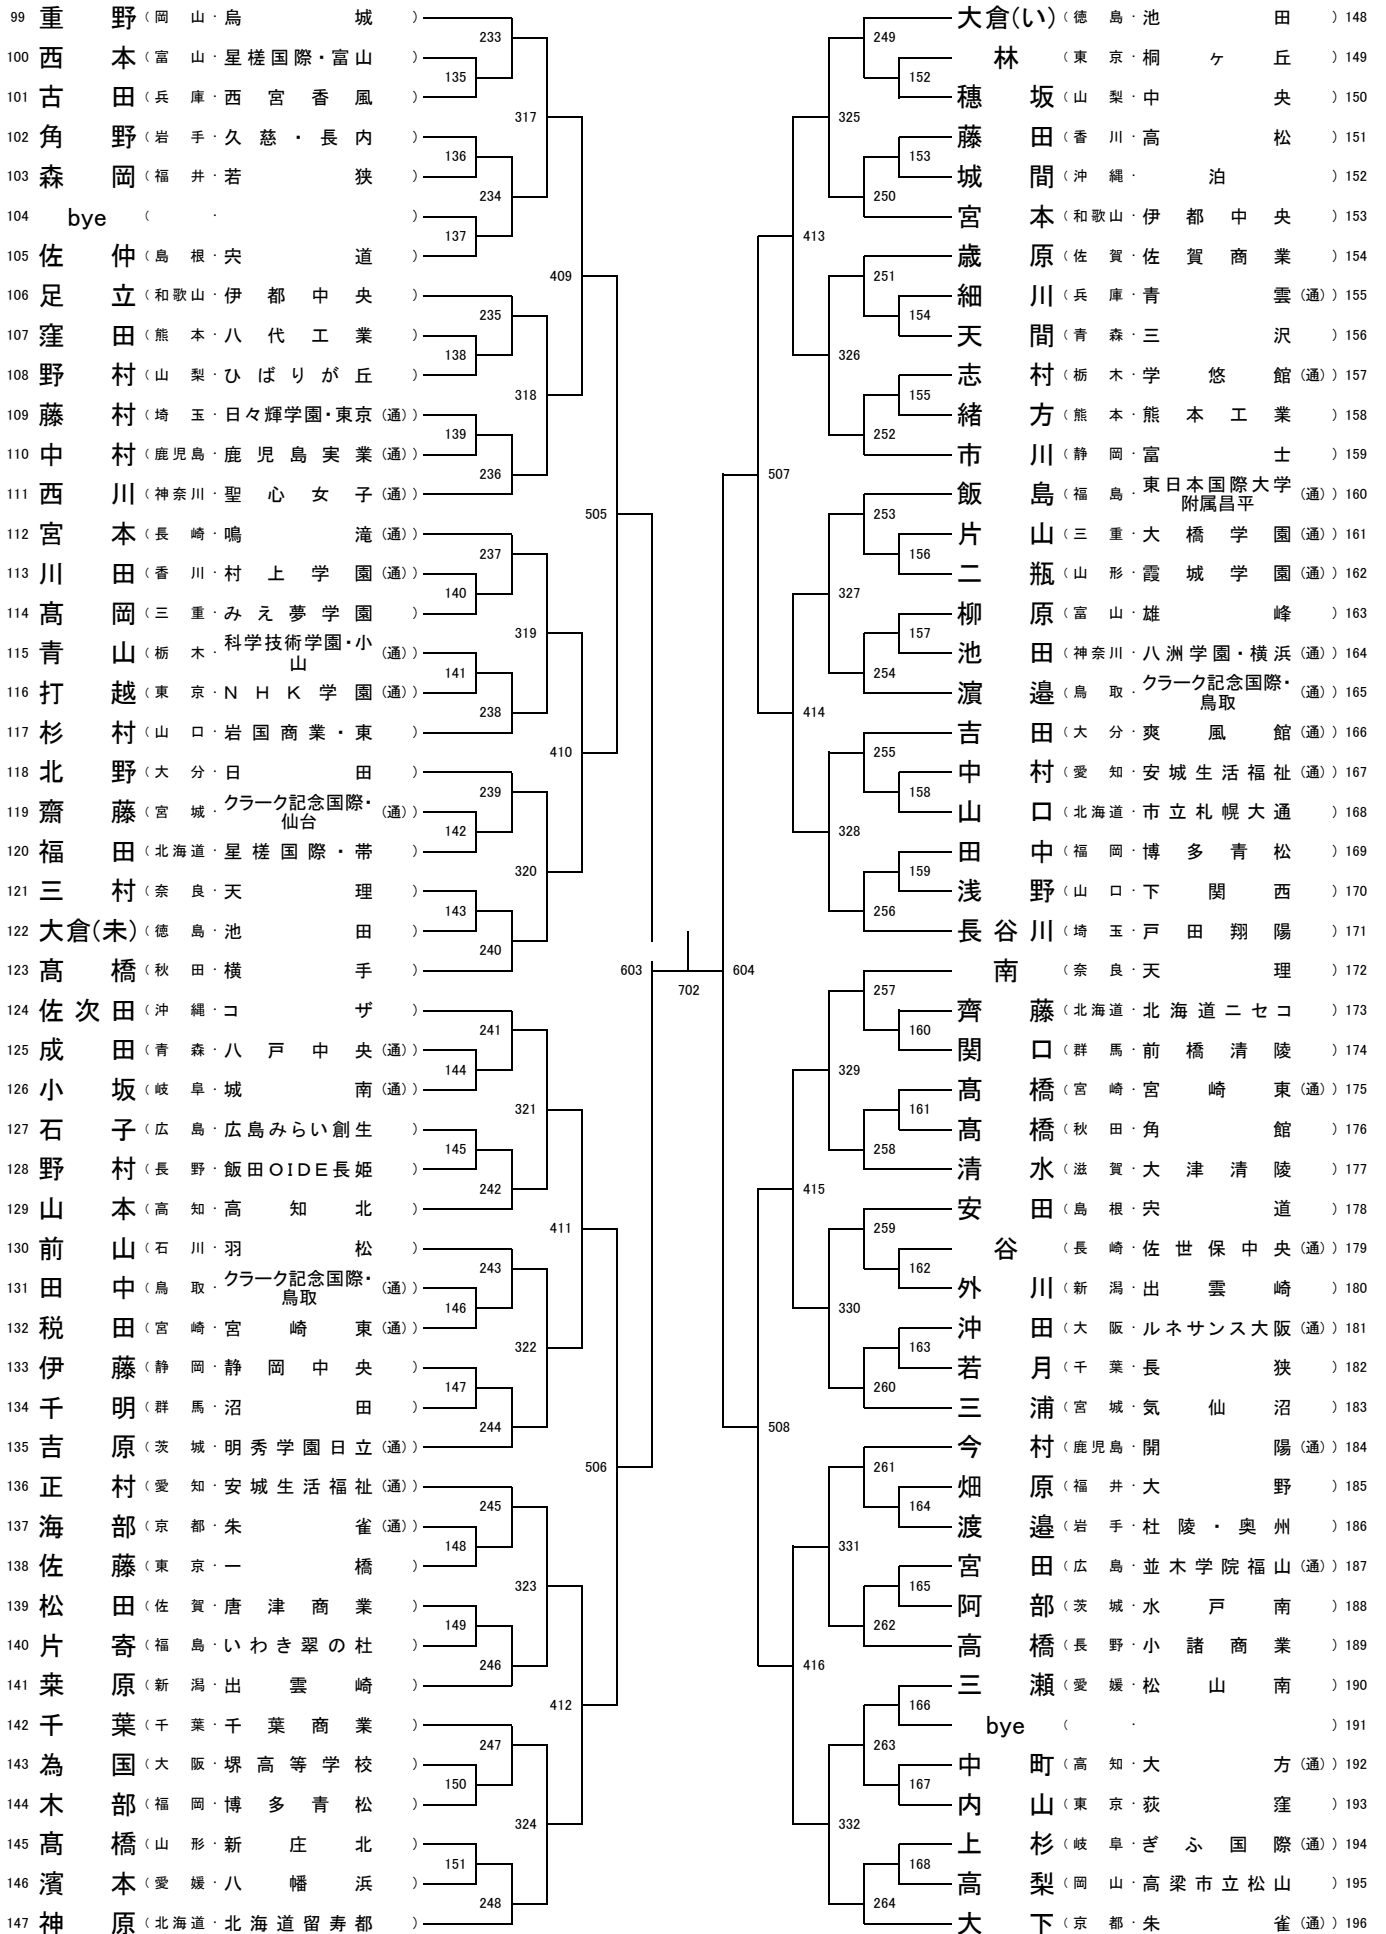 99 重野（岡山・烏城）
100 西本（富山・星槎国際・富山）
101 古田（兵庫・西宮香風）
102 角野（岩手・久慈・長内）
103 森岡（福井・若狭）
104 bye（・）
105 佐仲（島根・宍道）
106 足立（和歌山・伊都中央）
107 窪田（熊本・八代工業）
108 野村（山梨・ひばりが丘）
109 藤村（埼玉・日々輝学園・東京(通)）
110 中村（鹿児島・鹿児島実業(通)）
111 西川（神奈川・聖心女子(通)）
112 宮本（長崎・鳴滝(通)）
113 川田（香川・村上学園(通)）
114 髙岡（三重・みえ夢学園）
115 青山（栃木・科学技術学園・小山(通)）
116 打越（東京・ＮＨＫ学園(通)）
117 杉村（山口・岩国商業・東）
118 北野（大分・日田）
119 齋藤（宮城・クラーク記念国際・仙台(通)）
120 福田（北海道・星槎国際・帯）
121 三村（奈良・天理）
122 大倉(未)（徳島・池田）
123 髙橋（秋田・横手）
124 佐次田（沖縄・コザ）
125 成田（青森・八戸中央(通)）
126 小坂（岐阜・城南(通)）
127 石子（広島・広島みらい創生）
128 野村（長野・飯田ＯＩＤＥ長姫）
129 山本（高知・高知北）
130 前山（石川・羽松）
131 田中（鳥取・クラーク記念国際・鳥取(通)）
132 税田（宮崎・宮崎東(通)）
133 伊藤（静岡・静岡中央）
134 千明（群馬・沼田）
135 吉原（茨城・明秀学園日立(通)）
136 正村（愛知・安城生活福祉(通)）
137 海部（京都・朱雀(通)）
138 佐藤（東京・一橋）
139 松田（佐賀・唐津商業）
140 片寄（福島・いわき翠の杜）
141 桒原（新潟・出雲崎）
142 千葉（千葉・千葉商業）
143 為国（大阪・堺高等学校）
144 木部（福岡・博多青松）
145 髙橋（山形・新庄北）
146 濱本（愛媛・八幡浜）
147 神原（北海道・北海道留寿都）
233
135
317
136
234
137
409
235
138
318
139
236
505
237
140
319
141
238
410
239
142
320
143
240
603
702
604
241
144
321
145
242
411
243
146
322
147
244
506
245
148
323
149
246
412
247
150
324
151
248
249
152
325
153
250
413
251
154
326
155
252
507
253
156
327
157
254
414
255
158
328
159
256
257
160
329
161
258
415
259
162
330
163
260
508
261
164
331
165
262
416
166
263
167
332
168
264
大倉(い)（徳島・池田）148
林（東京・桐ヶ丘）149
穗坂（山梨・中央）150
藤田（香川・高松）151
城間（沖縄・泊）152
宮本（和歌山・伊都中央）153
歳原（佐賀・佐賀商業）154
細川（兵庫・青雲(通)）155
天間（青森・三沢）156
志村（栃木・学悠館(通)）157
緒方（熊本・熊本工業）158
市川（静岡・富士）159
飯島（福島・東日本国際大学附属昌平(通)）160
片山（三重・大橋学園(通)）161
二瓶（山形・霞城学園(通)）162
柳原（富山・雄峰）163
池田（神奈川・八洲学園・横浜(通)）164
濵邉（鳥取・クラーク記念国際・鳥取(通)）165
吉田（大分・爽風館(通)）166
中村（愛知・安城生活福祉(通)）167
山口（北海道・市立札幌大通）168
田中（福岡・博多青松）169
浅野（山口・下関西）170
長谷川（埼玉・戸田翔陽）171
南（奈良・天理）172
齊藤（北海道・北海道ニセコ）173
関口（群馬・前橋清陵）174
髙橋（宮崎・宮崎東(通)）175
髙橋（秋田・角館）176
清水（滋賀・大津清陵）177
安田（島根・宍道）178
谷（長崎・佐世保中央(通)）179
外川（新潟・出雲崎）180
沖田（大阪・ルネサンス大阪(通)）181
若月（千葉・長狭）182
三浦（宮城・気仙沼）183
今村（鹿児島・開陽(通)）184
畑原（福井・大野）185
渡邉（岩手・杜陵・奥州）186
宮田（広島・並木学院福山(通)）187
阿部（茨城・水戸南）188
高橋（長野・小諸商業）189
三瀬（愛媛・松山南）190
bye（・）191
中町（高知・大方(通)）192
内山（東京・荻窪）193
上杉（岐阜・ぎふ国際(通)）194
高梨（岡山・高梁市立松山）195
大下（京都・朱雀(通)）196